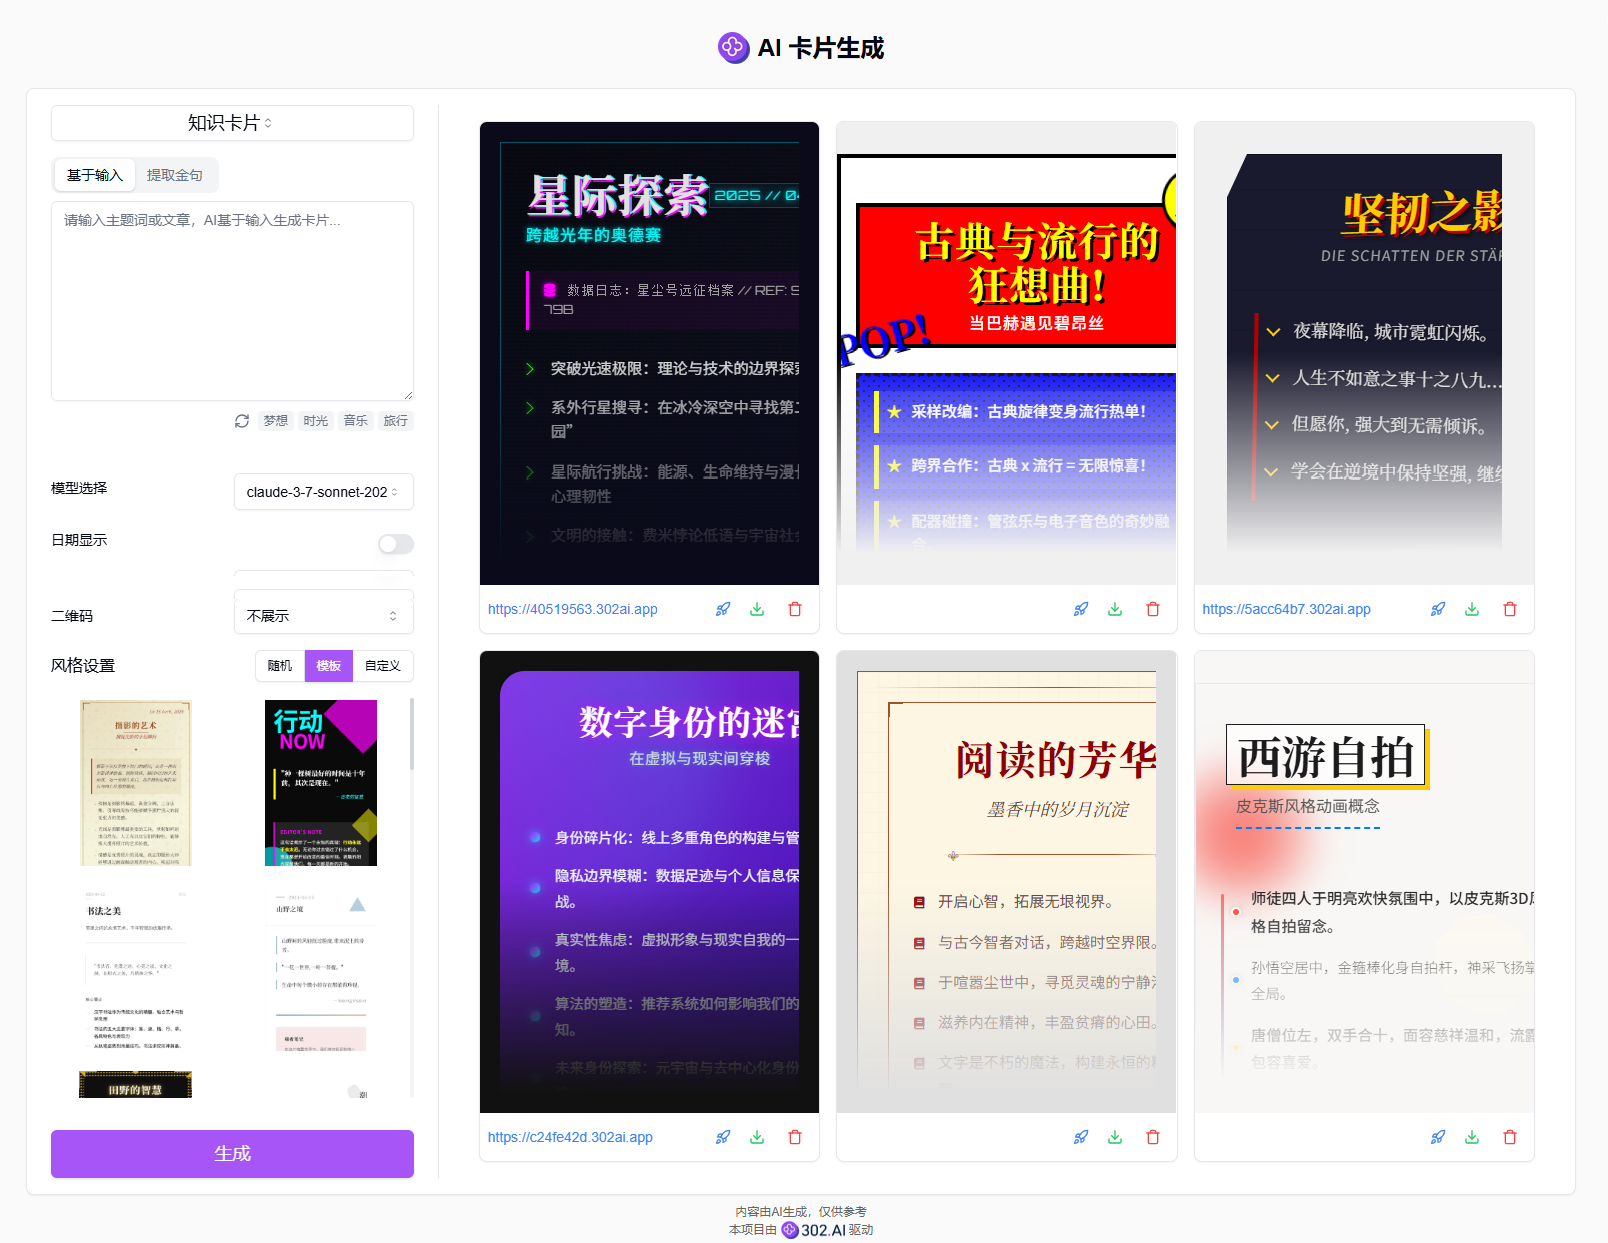 AI 卡片生成
知识卡片
基于输入
提取金句
请输入主题词或文章，AI基于输入生成卡片...
梦想
时光
音乐
旅行
模型选择
claude-3-7-sonnet-202
日期显示
二维码
不展示
风格设置
随机
模板
自定义
摄影的艺术
行动
NOW
"种一棵树最好的时间是十年
前，其次是现在。"
EDITOR'S NOTE
书法之美
山野之境
田野的智慧
生成
星际探索
2025 // 04
跨越光年的奥德赛
数据日志：星尘号远征档案 // REF: S
79B
突破光速极限：理论与技术的边界探索
系外行星搜寻：在冰冷深空中寻找第二
园”
星际航行挑战：能源、生命维持与漫长
心理韧性
文明的接触：费米悖论低语与宇宙社会
https://40519563.302ai.app
古典与流行的
狂想曲！
当巴赫遇见碧昂丝
POP!
采样改编：古典旋律变身流行热单！
跨界合作：古典 x 流行 = 无限惊喜！
配器碰撞：管弦乐与电子音色的奇妙融
合。
坚韧之影
DIE SCHATTEN DER STÄR
夜幕降临, 城市霓虹闪烁。
人生不如意之事十之八九...
但愿你, 强大到无需倾诉。
学会在逆境中保持坚强, 继续
https://5acc64b7.302ai.app
数字身份的迷宫
在虚拟与现实间穿梭
身份碎片化：线上多重角色的构建与管
隐私边界模糊：数据足迹与个人信息保
战。
真实性焦虑：虚拟形象与现实自我的一
境。
算法的塑造：推荐系统如何影响我们的
知。
未来身份探索：元宇宙与去中心化身份
https://c24fe42d.302ai.app
阅读的芳华
墨香中的岁月沉淀
开启心智，拓展无垠视界。
与古今智者对话，跨越时空界限。
于喧嚣尘世中，寻觅灵魂的宁静港
滋养内在精神，丰盈贫瘠的心田。
文字是不朽的魔法，构建永恒的精
西游自拍
皮克斯风格动画概念
师徒四人于明亮欢快氛围中，以皮克斯3D风
格自拍留念。
孙悟空居中，金箍棒化身自拍杆，神采飞扬掌
全局。
唐僧位左，双手合十，面容慈祥温和，流露
包容喜爱。
内容由AI生成，仅供参考
本项目由 302.AI 驱动